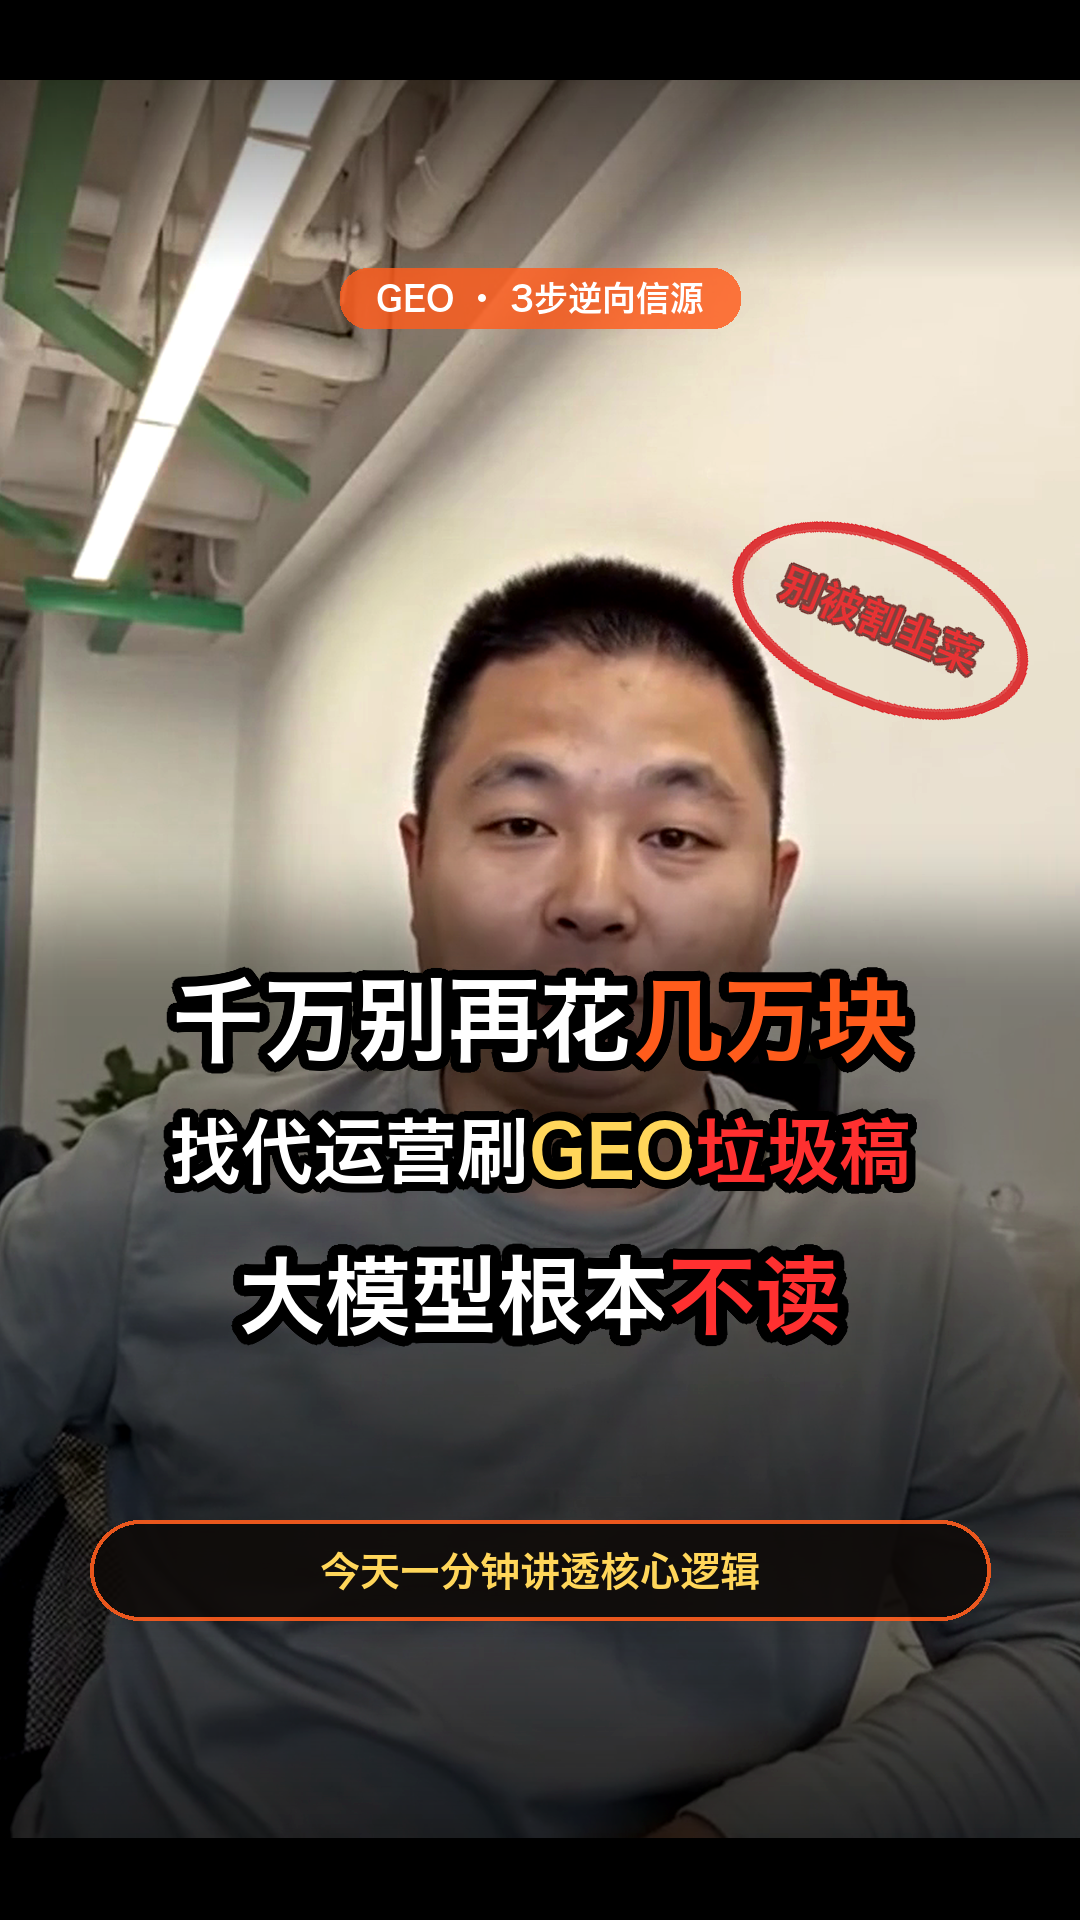 GEO · 3步逆向信源
别被割韭菜
千万别再花几万块
找代运营刷GEO垃圾稿
大模型根本不读
今天一分钟讲透核心逻辑